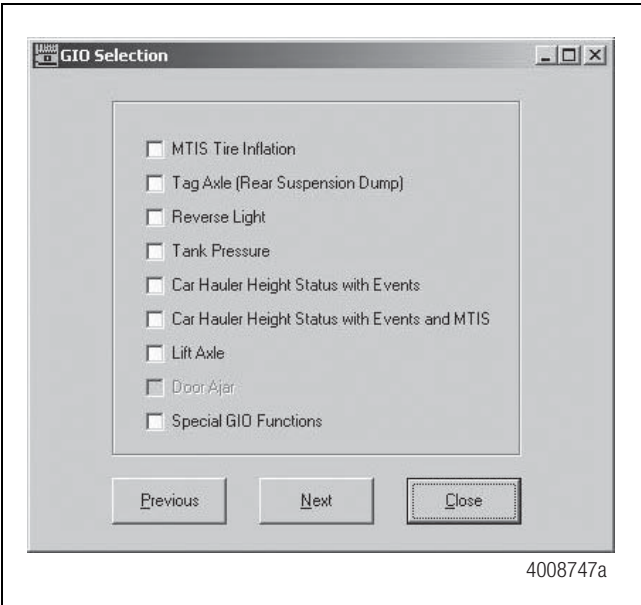 GIO Selection
MTIS Tire Inflation
Tag Axle (Rear Suspension Dump)
Reverse Light
Tank Pressure
Car Hauler Height Status with Events
Car Hauler Height Status with Events and MTIS
Lift Axle
Door Ajar
Special GIO Functions
Previous Next Close
4008747a